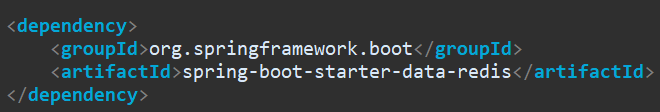 <dependency>
    <groupId>org.springframework.boot</groupId>
    <artifactId>spring-boot-starter-data-redis</artifactId>
</dependency>